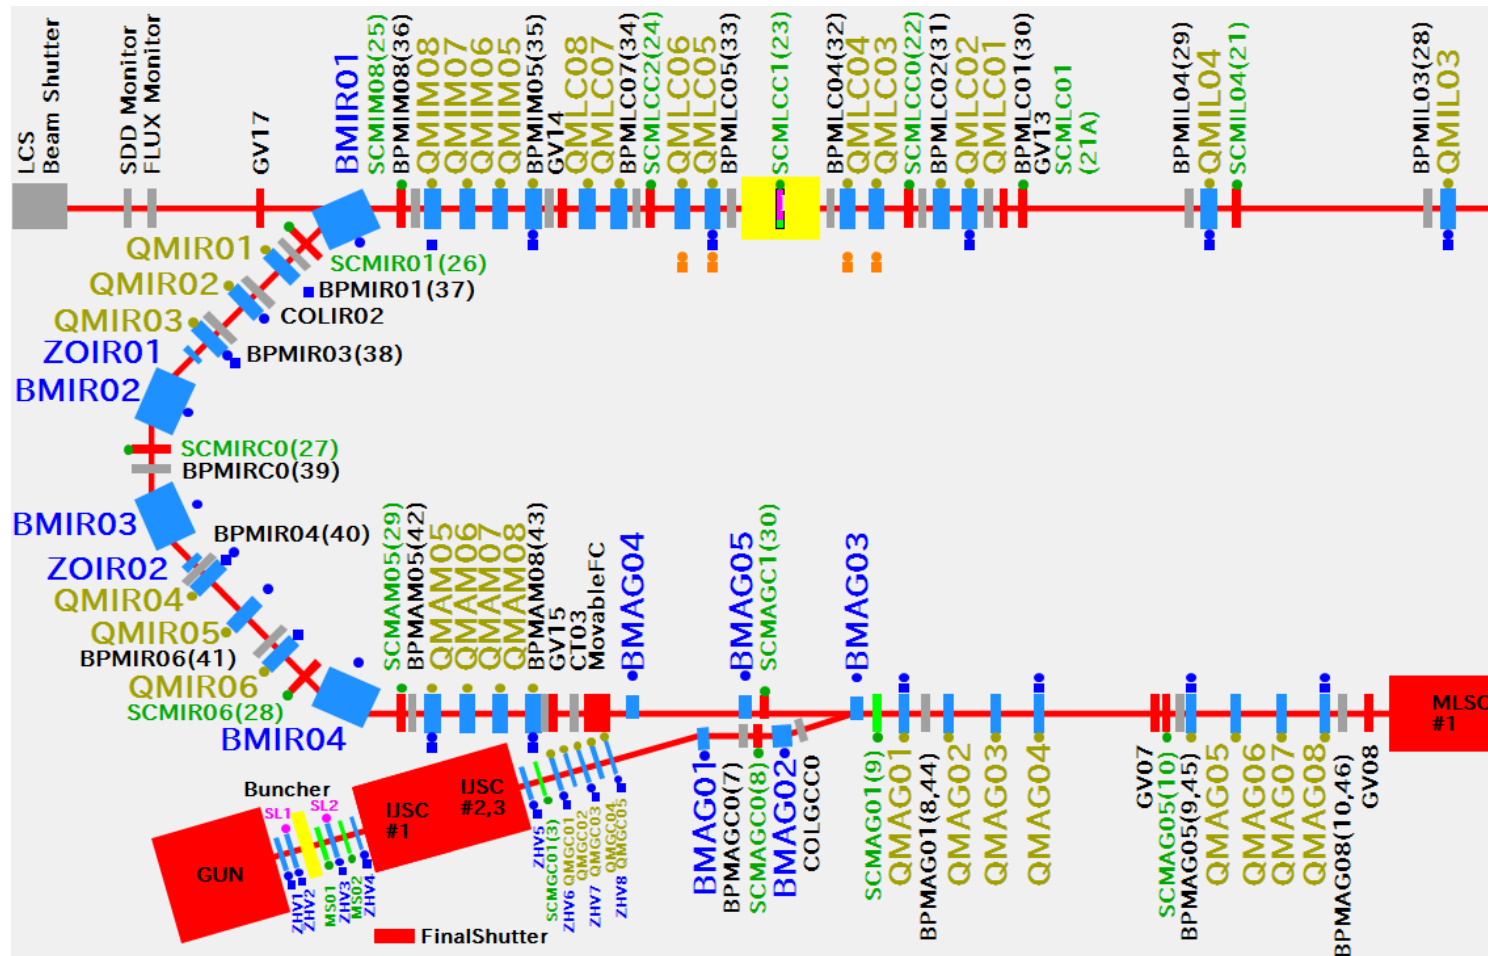 LCS
Beam Shutter
SDD Monitor
FLUX Monitor
GV17
BMIR01
SCMIM08(25)
BPMIM08(36)
QMIM08
QMIM07
QMIM06
QMIM05
BPMIM05(35)
GV14
QMLC08
QMLC07
BPMLC07(34)
SCMLCC2(24)
QMLC06
QMLC05
BPMLC05(33)
SCMLCC1(23)
BPMLC04(32)
QMLC04
QMLC03
SCMLCC0(22)
BPMLC02(31)
QMLC02
QMLC01
BPMLC01(30)
GV13
SCMLC01
(21A)
BPMIL04(29)
QMIL04
SCMIL04(21)
BPMIL03(28)
QMIL03
QMIR01
SCMIR01(26)
QMIR02
BPMIR01(37)
QMIR03
COLIR02
ZOIR01
BPMIR03(38)
BMIR02
SCMIRC0(27)
BPMIRC0(39)
BMIR03
BPMIR04(40)
ZOIR02
QMIR04
QMIR05
BPMIR06(41)
QMIR06
SCMIR06(28)
BMIR04
SCMAM05(29)
BPMAM05(42)
QMAM05
QMAM06
QMAM07
QMAM08
BPMAM08(43)
GV15
CT03
MovableFC
BMAG04
BMAG05
SCMAGC1(30)
BMAG03
MLSC
#1
BMAG01
BPMAGC0(7)
SCMAGC0(8)
BMAG02
COLGCC0
SCMAG01(9)
QMAG01
BPMAG01(8,44)
QMAG02
QMAG03
QMAG04
GV07
SCMAG05(10)
BPMAG05(9,45)
QMAG05
QMAG06
QMAG07
QMAG08
BPMAG08(10,46)
GV08
Buncher
SL1
SL2
IJSC
#1
IJSC
#2,3
GUN
ZHV1
ZHV2
MS01
ZHV3
MS02
ZHV4
ZHV5
SCMGC01(3)
ZHV6
QMGC01
QMGC02
ZHV7
QMGC03
QMGC04
ZHV8
QMGC05
FinalShutter